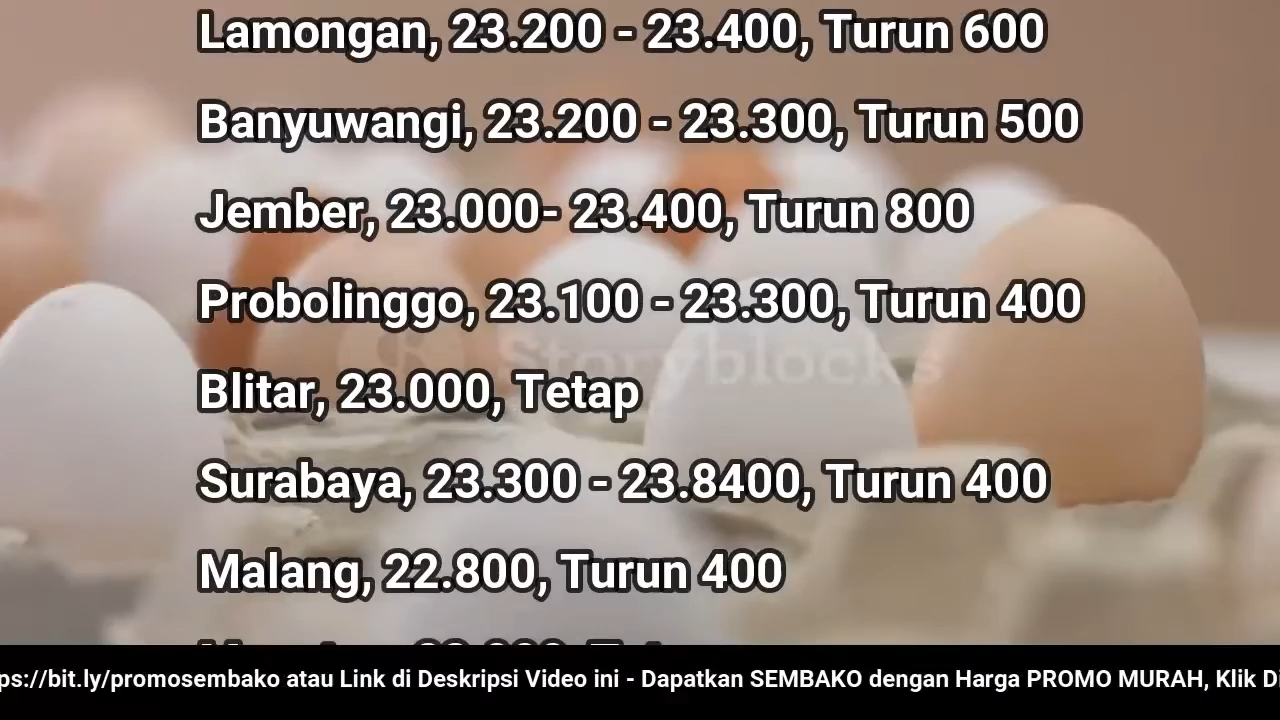 Lamongan, 23.200 - 23.400, Turun 600
Banyuwangi, 23.200 - 23.300, Turun 500
Jember, 23.000- 23.400, Turun 800
Probolinggo, 23.100 - 23.300, Turun 400
Storyblocks
Blitar, 23.000, Tetap
Surabaya, 23.300 - 23.8400, Turun 400
Malang, 22.800, Turun 400
ps://bit.ly/promosembako atau Link di Deskripsi Video ini - Dapatkan SEMBAKO dengan Harga PROMO MURAH, Klik Di